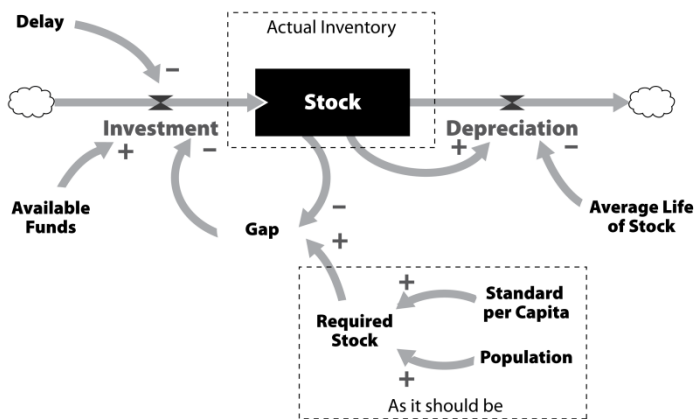 Delay
Actual Inventory
−
Stock
Investment
Depreciation
+
−
+
−
Available
Funds
Gap
−
+
Average Life
of Stock
+
Standard
per Capita
Required
Stock
Population
+
As it should be